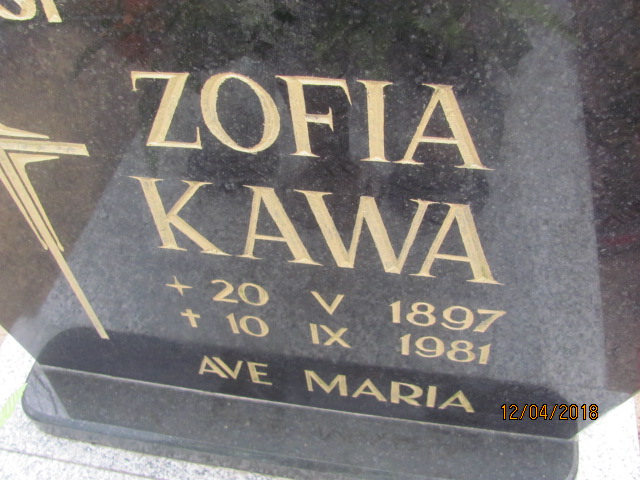 ZOFIA
KAWA
+ 20 V 1897
† 10 IX 1981
AVE MARIA
12/04/2018